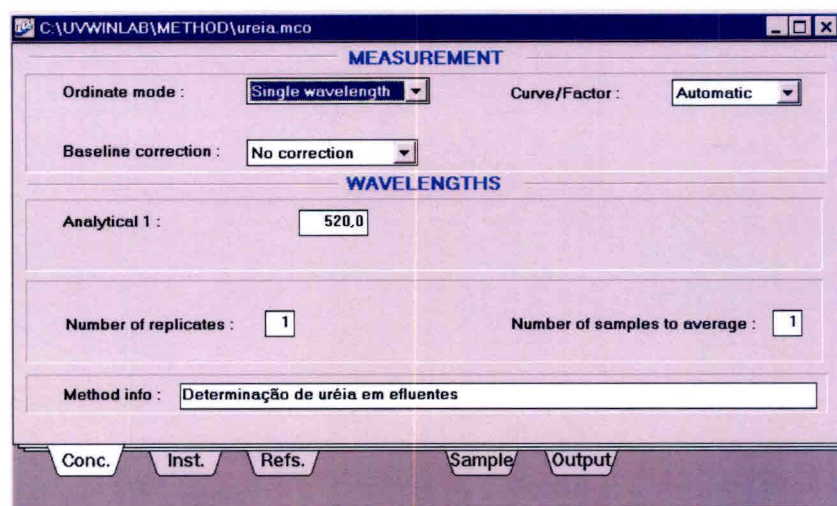 C:\UVWINLAB\METHOD\ureia.mco
MEASUREMENT
Ordinate mode : Single wavelength Curve/Factor : Automatic
Baseline correction : No correction
WAVELENGTHS
Analytical 1 : 520,0
Number of replicates : 1 Number of samples to average : 1
Method info : Determinação de uréia em efluentes
Conc. Inst. Refs. Sample Output